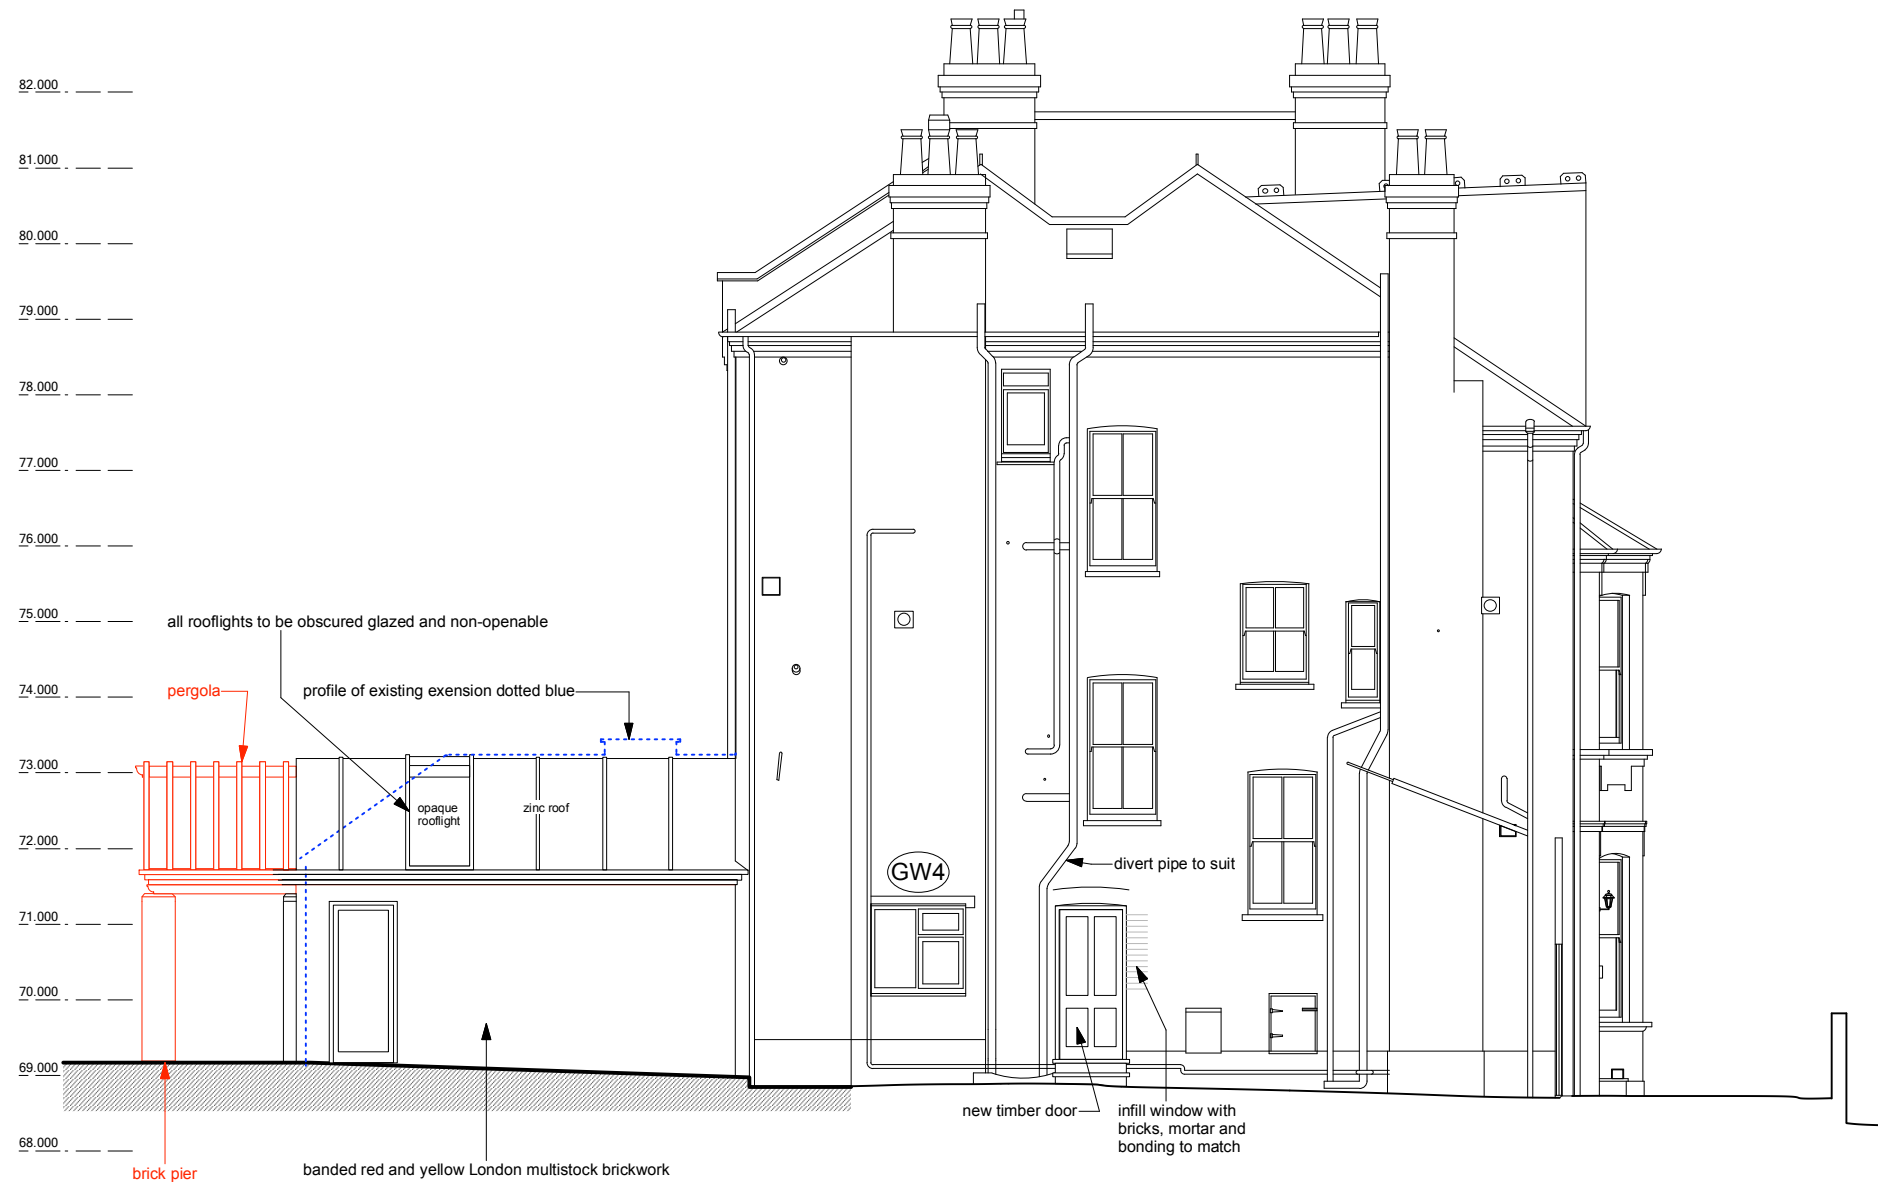 82.000
81.000
80.000
79.000
78.000
77.000
76.000
75.000
74.000
73.000
72.000
71.000
70.000
69.000
68.000
all rooflights to be obscured glazed and non-openable
pergola
profile of existing exension dotted blue
opaque
rooflight
zinc roof
GW4
divert pipe to suit
new timber door
infill window with
bricks, mortar and
bonding to match
brick pier
banded red and yellow London multistock brickwork